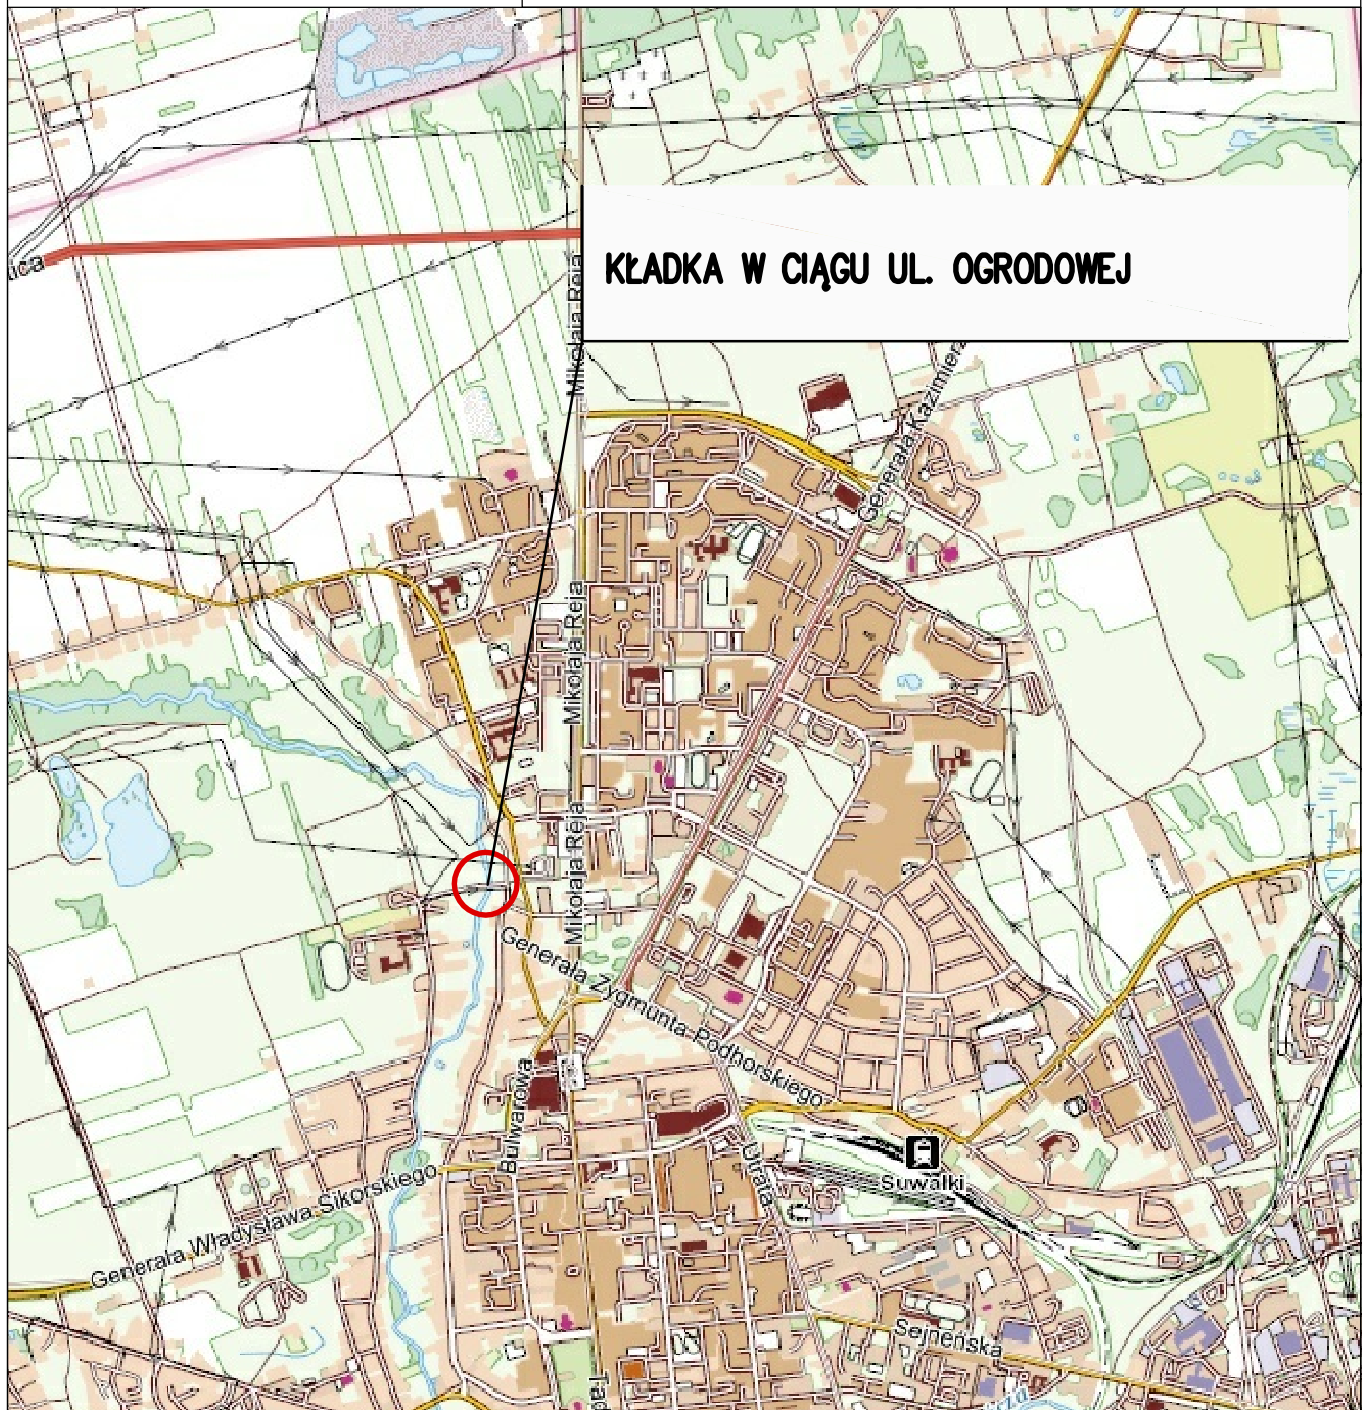 KŁADKA W CIĄGU UL. OGRODOWEJ
Mikołaja Reja
Generała Kazimierz
Mikołaja Reja
Mikołaja Reja
Generała Zygmunta Podhorskiego
Bulwarowa
Utrata
Suwałki
Generała Władysława Sikorskiego
Sejneńska